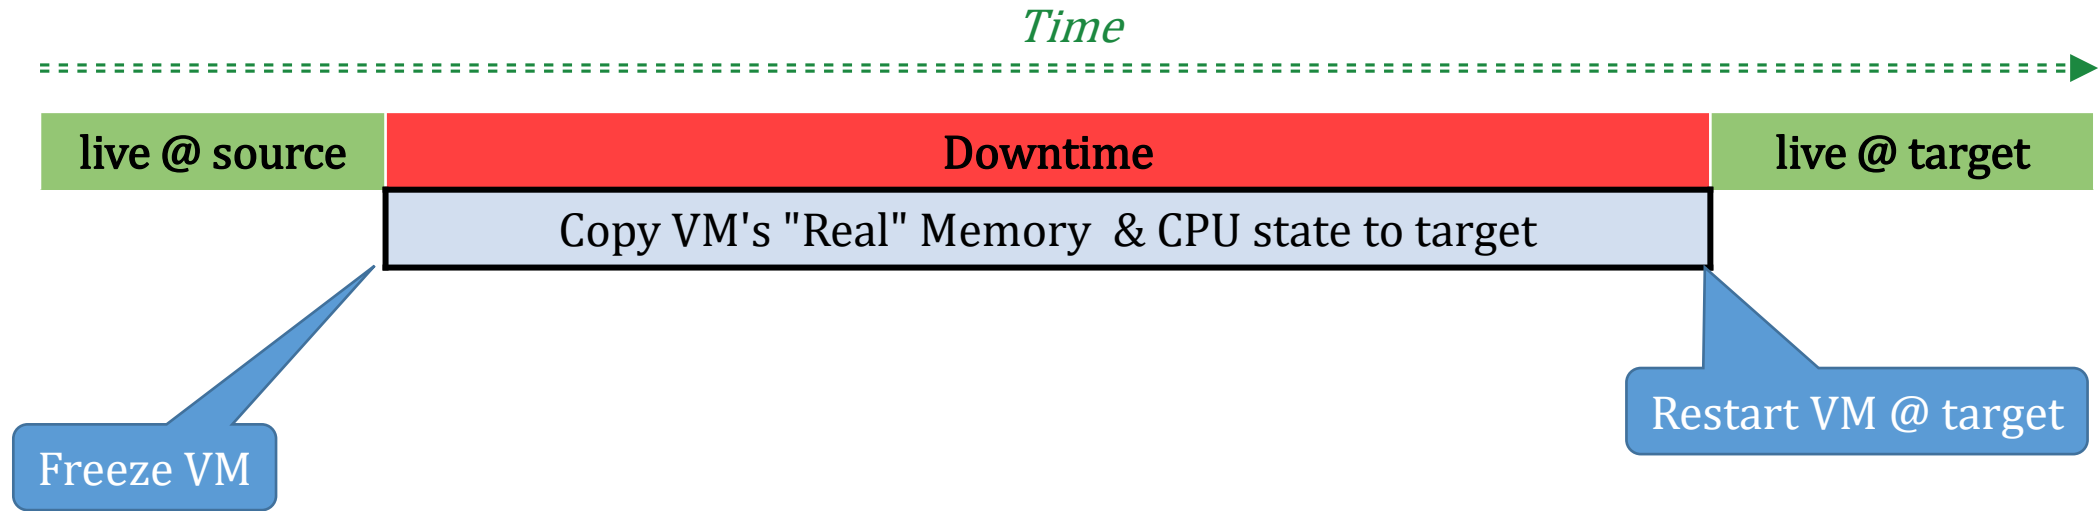 Time
live @ source
Downtime
live @ target
Copy VM's "Real" Memory & CPU state to target
Restart VM @ target
Freeze VM